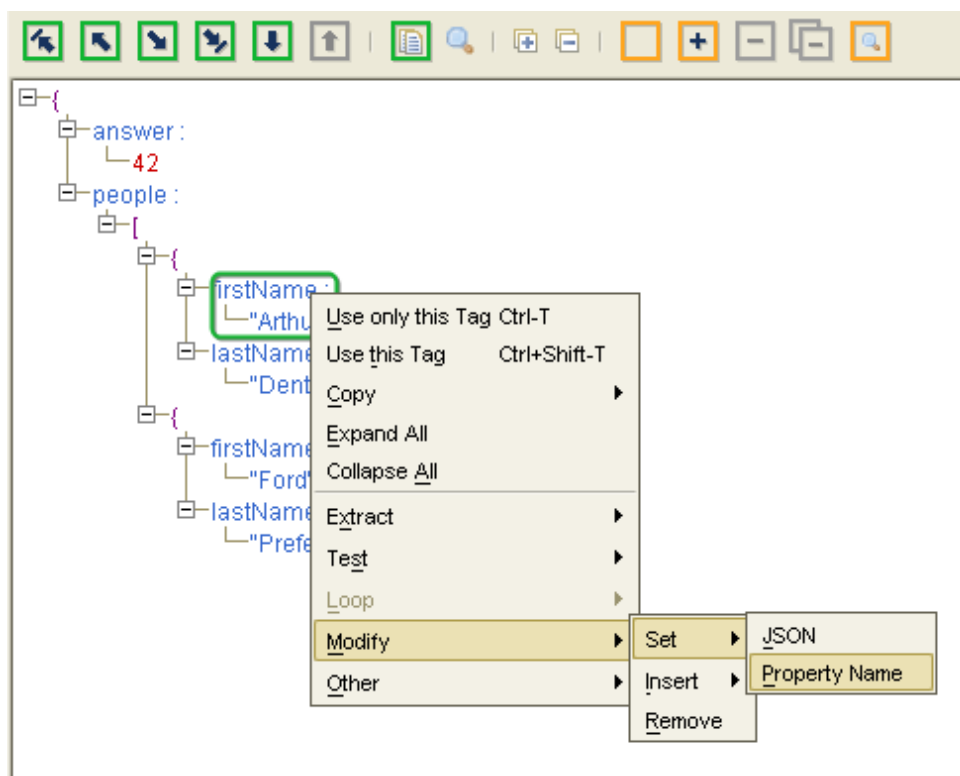 {
answer :
42
people :
[
{
firstName :
"Arthu
lastName
"Dent
{
firstName
"Ford"
lastName
"Prefe
Use only this Tag Ctrl-T
Use this Tag Ctrl+Shift-T
Copy
Expand All
Collapse All
Extract
Test
Loop
Modify
Other
Set
Insert
Remove
JSON
Property Name